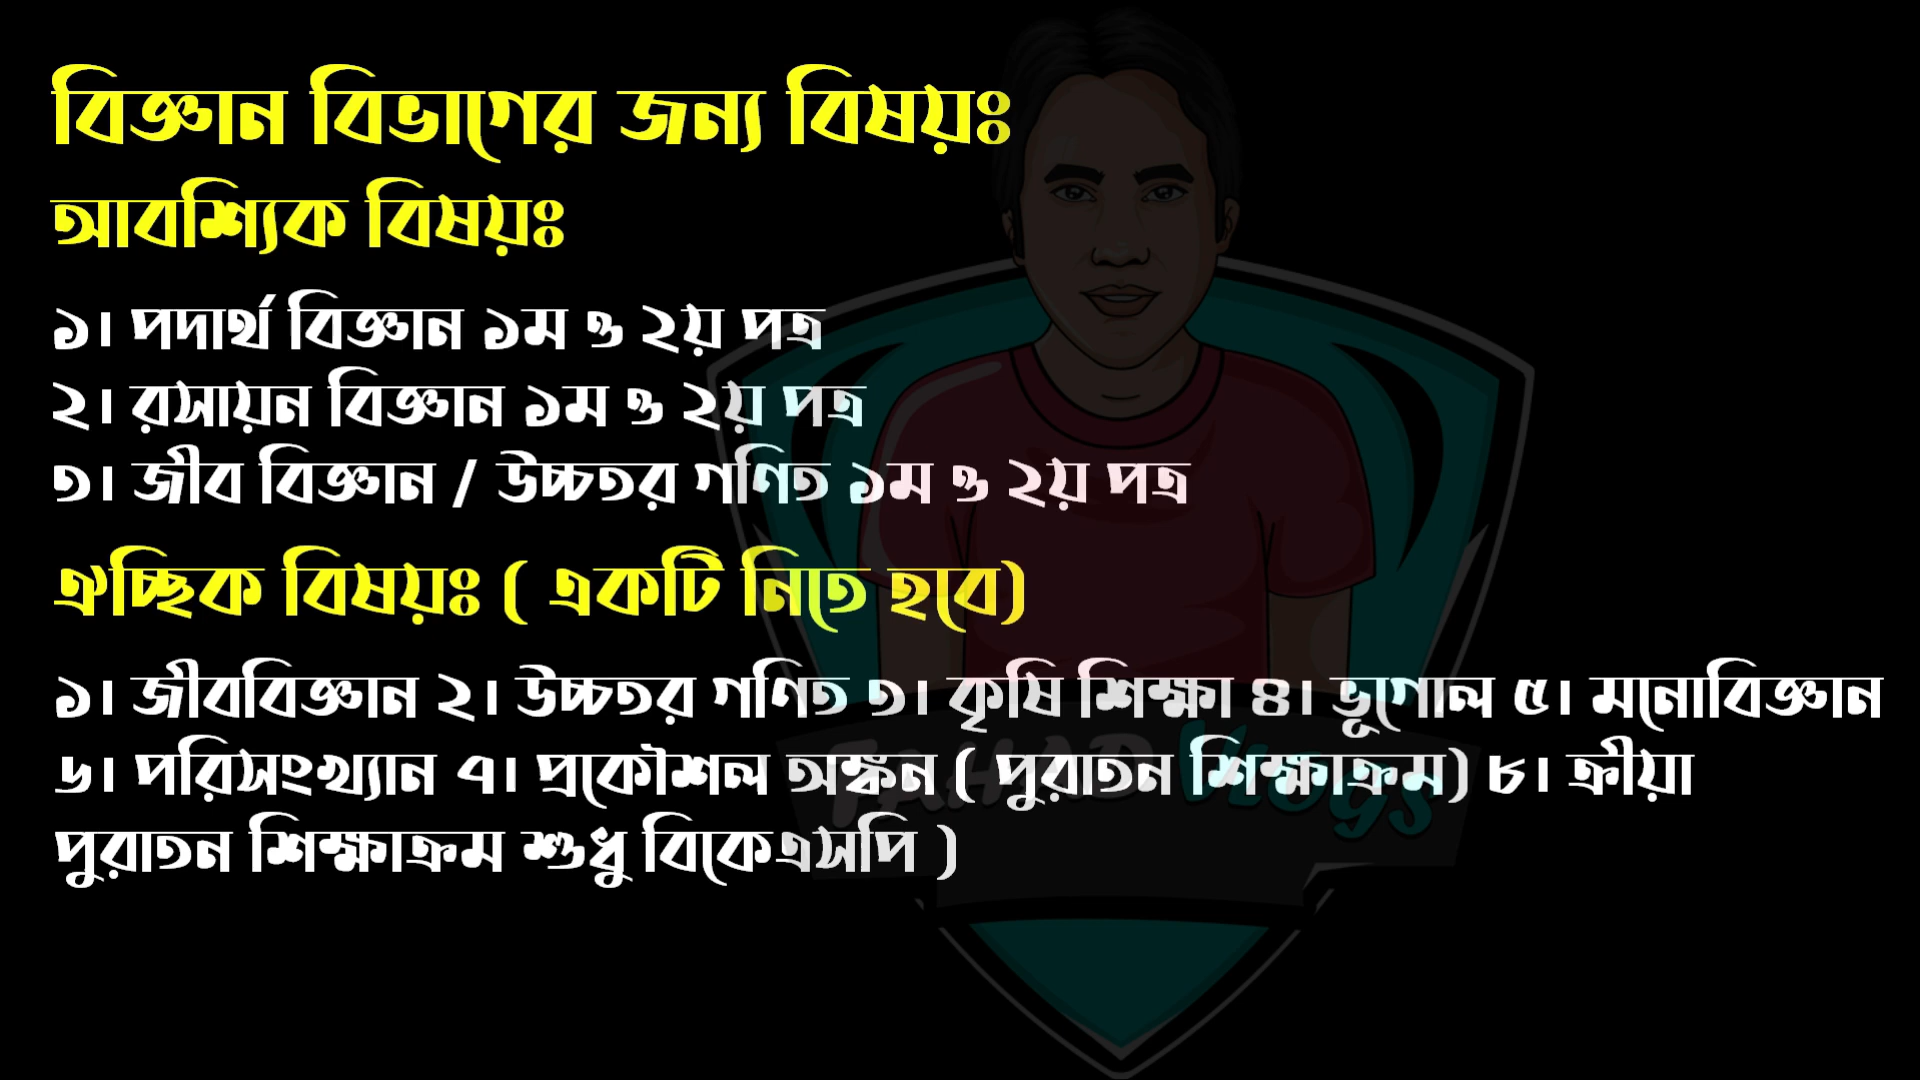 বিজ্ঞান বিভাগের জন্য বিষয়ঃ
আবশ্যিক বিষয়ঃ
১। পদার্থ বিজ্ঞান ১ম ও ২য় পত্র
২। রসায়ন বিজ্ঞান ১ম ও ২য় পত্র
৩। জীব বিজ্ঞান / উচ্চতর গণিত ১ম ও ২য় পত্র
ঐচ্ছিক বিষয়ঃ ( একটি নিতে হবে)
১। জীববিজ্ঞান ২। উচ্চতর গণিত ৩। কৃষি শিক্ষা ৪। ভূগোল ৫। মনোবিজ্ঞান
৬। পরিসংখ্যান ৭। প্রকৌশল অঙ্কন ( পুরাতন শিক্ষাক্রম) ৮। ক্রীয়া
পুরাতন শিক্ষাক্রম শুধু বিকেএসপি )
FAHAD Vlogs